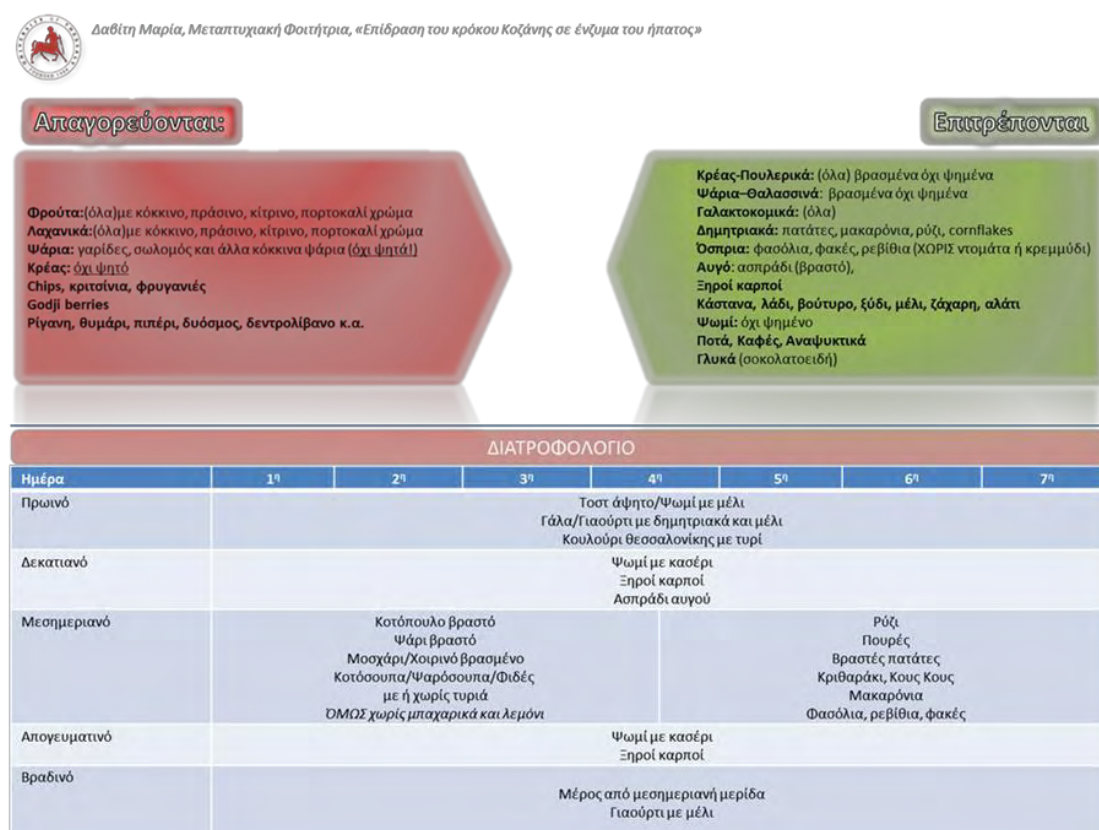 Δαβίτη Μαρία, Μεταπτυχιακή Φοιτήτρια, «Επίδραση του κρόκου Κοζάνης σε ένζυμα του ήπατος»
Απαγορεύονται:
Φρούτα:(όλα)με κόκκινο, πράσινο, κίτρινο, πορτοκαλί χρώμα
Λαχανικά:(όλα)με κόκκινο, πράσινο, κίτρινο, πορτοκαλί χρώμα
Ψάρια: γαρίδες, σωλομός και άλλα κόκκινα ψάρια (όχι ψητά!)
Κρέας: όχι ψητό
Chips, κριτσίνια, φρυγανιές
Godji berries
Ρίγανη, θυμάρι, πιπέρι, δυόσμος, δεντρολίβανο κ.α.
Επιτρέπονται
Κρέας-Πουλερικά: (όλα) βρασμένα όχι ψημένα
Ψάρια–Θαλασσινά: βρασμένα όχι ψημένα
Γαλακτοκομικά: (όλα)
Δημητριακά: πατάτες, μακαρόνια, ρύζι, cornflakes
Όσπρια: φασόλια, φακές, ρεβίθια (ΧΩΡΙΣ ντομάτα ή κρεμμύδι)
Αυγό: ασπράδι (βραστό),
Ξηροί καρποί
Κάστανα, λάδι, βούτυρο, ξύδι, μέλι, ζάχαρη, αλάτι
Ψωμί: όχι ψημένο
Ποτά, Καφές, Αναψυκτικά
Γλυκά (σοκολατοειδή)
ΔΙΑΤΡΟΦΟΛΟΓΙΟ
Ημέρα 1η 2η 3η 4η 5η 6η 7η
Πρωινό
Τοστ άψητο/Ψωμί με μέλι
Γάλα/Γιαούρτι με δημητριακά και μέλι
Κουλούρι θεσσαλονίκης με τυρί
Δεκατιανό
Ψωμί με κασέρι
Ξηροί καρποί
Ασπράδι αυγού
Μεσημεριανό
Κοτόπουλο βραστό
Ψάρι βραστό
Μοσχάρι/Χοιρινό βρασμένο
Κοτόσουπα/Ψαρόσουπα/Φιδές
με ή χωρίς τυριά
ΌΜΩΣ χωρίς μπαχαρικά και λεμόνι
Ρύζι
Πουρές
Βραστές πατάτες
Κριθαράκι, Κους Κους
Μακαρόνια
Φασόλια, ρεβίθια, φακές
Απογευματινό
Ψωμί με κασέρι
Ξηροί καρποί
Βραδινό
Μέρος από μεσημεριανή μερίδα
Γιαούρτι με μέλι